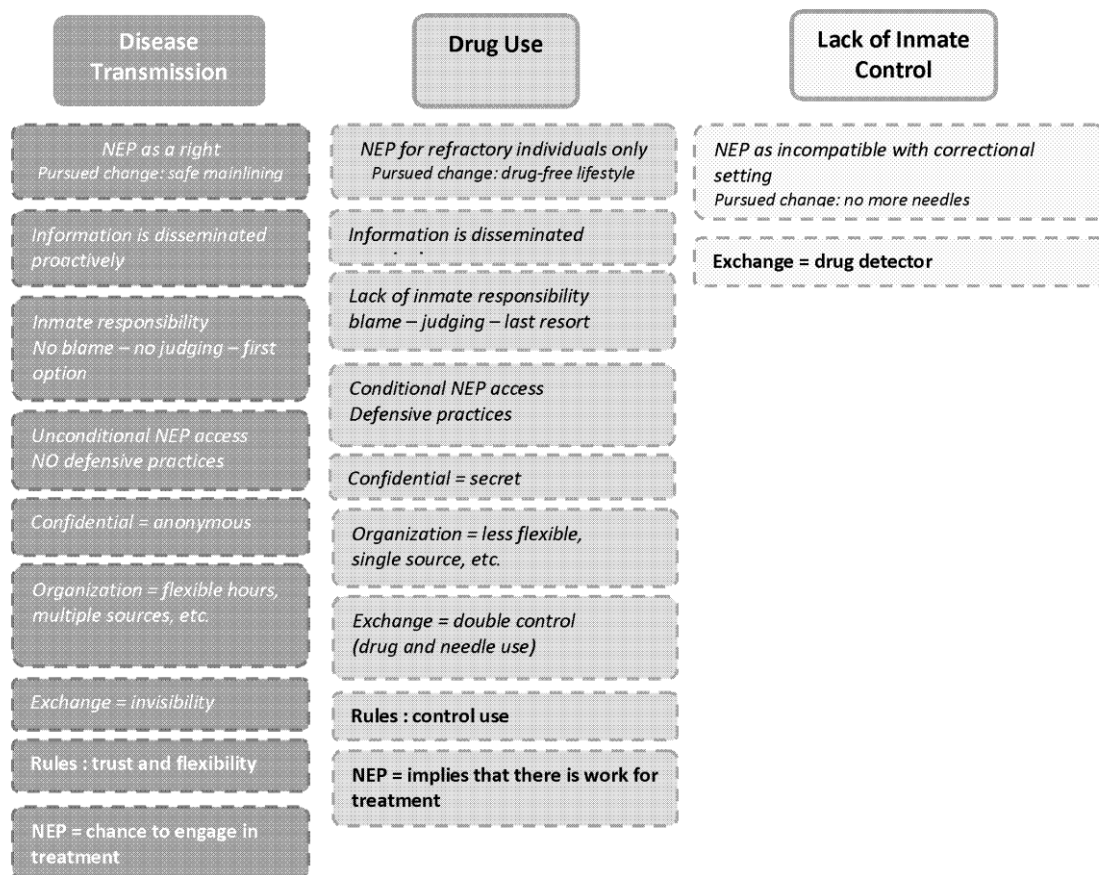 Disease
Transmission
NEP as a right
Pursued change: safe mainlining
Information is disseminated
proactively
Inmate responsibility
No blame – no judging – first
option
Unconditional NEP access
NO defensive practices
Confidential = anonymous
Organization = flexible hours,
multiple sources, etc.
Exchange = invisibility
Rules : trust and flexibility
NEP = chance to engage in
treatment
Drug Use
NEP for refractory individuals only
Pursued change: drug-free lifestyle
Information is disseminated
Lack of inmate responsibility
blame – judging – last resort
Conditional NEP access
Defensive practices
Confidential = secret
Organization = less flexible,
single source, etc.
Exchange = double control
(drug and needle use)
Rules : control use
NEP = implies that there is work for
treatment
Lack of Inmate
Control
NEP as incompatible with correctional
setting
Pursued change: no more needles
Exchange = drug detector